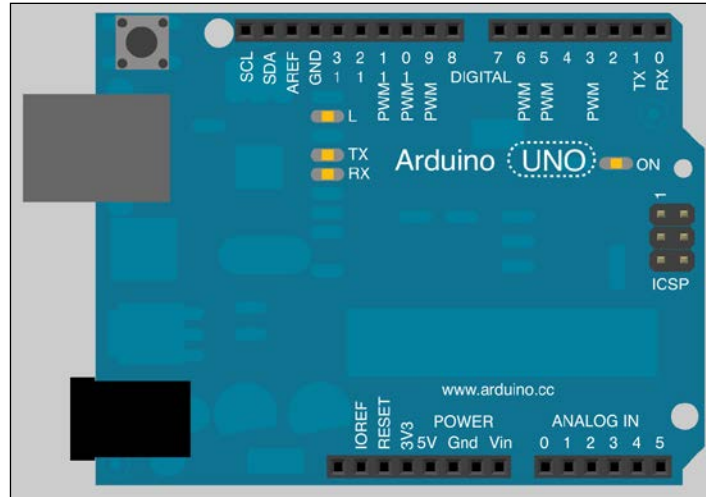 SCL SDA AREF GND 13 12 PWM 11 PWM 10 PWM 9 8 7 PWM 6 PWM 5 4 PWM 3 2 TX 1 RX 0
DIGITAL
L
TX
RX
Arduino UNO
ON
1
ICSP
www.arduino.cc
POWER
ANALOG IN
IOREF RESET 3V3 5V Gnd Vin
0 1 2 3 4 5